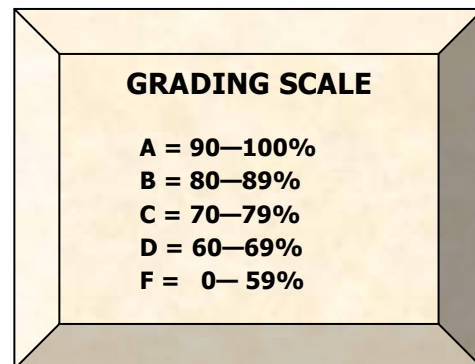 GRADING SCALE
A = 90—100%
B = 80—89%
C = 70—79%
D = 60—69%
F =   0— 59%